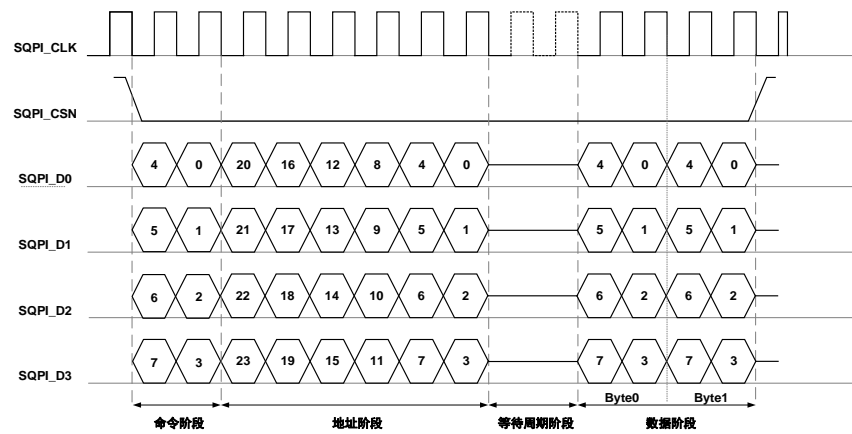 SQPI_CLK
SQPI_CSN
SQPI_D0 4 0 20 16 12 8 4 0 4 0 4 0
SQPI_D1 5 1 21 17 13 9 5 1 5 1 5 1
SQPI_D2 6 2 22 18 14 10 6 2 6 2 6 2
SQPI_D3 7 3 23 19 15 11 7 3 7 3 7 3
Byte0 Byte1
命令阶段 地址阶段 等待周期阶段 数据阶段